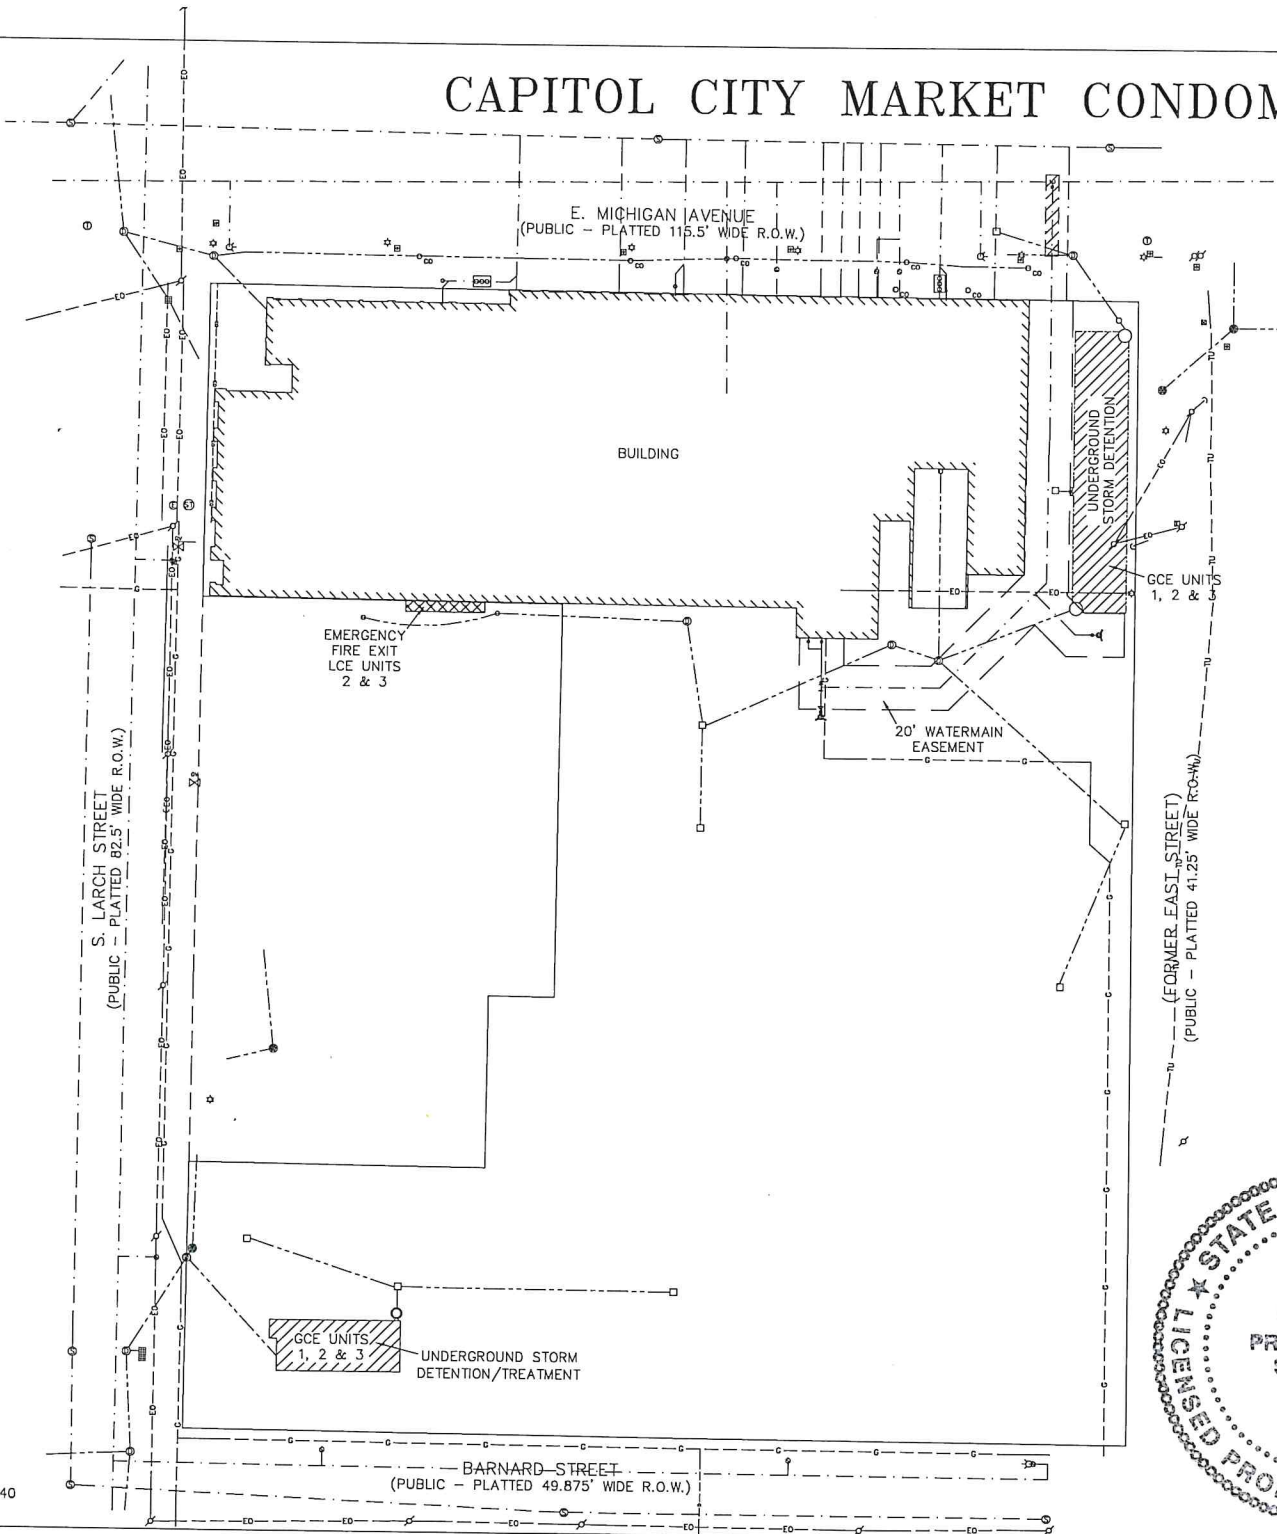 CAPITOL CITY MARKET CONDOM
E. MICHIGAN AVENUE
(PUBLIC - PLATTED 115.5' WIDE R.O.W.)
BUILDING
UNDERGROUND
STORM DETENTION
GCE UNITS
1, 2 & 3
EMERGENCY
FIRE EXIT
LCE UNITS
2 & 3
20' WATERMAIN
EASEMENT
S. LARCH STREET
(PUBLIC - PLATTED 82.5' WIDE R.O.W.)
(FORMER EAST STREET)
(PUBLIC - PLATTED 41.25' WIDE R.O.W.)
GCE UNITS
1, 2 & 3
UNDERGROUND STORM
DETENTION/TREATMENT
BARNARD STREET
(PUBLIC - PLATTED 49.875' WIDE R.O.W.)
40
STATE
LICENSED PRO
PR